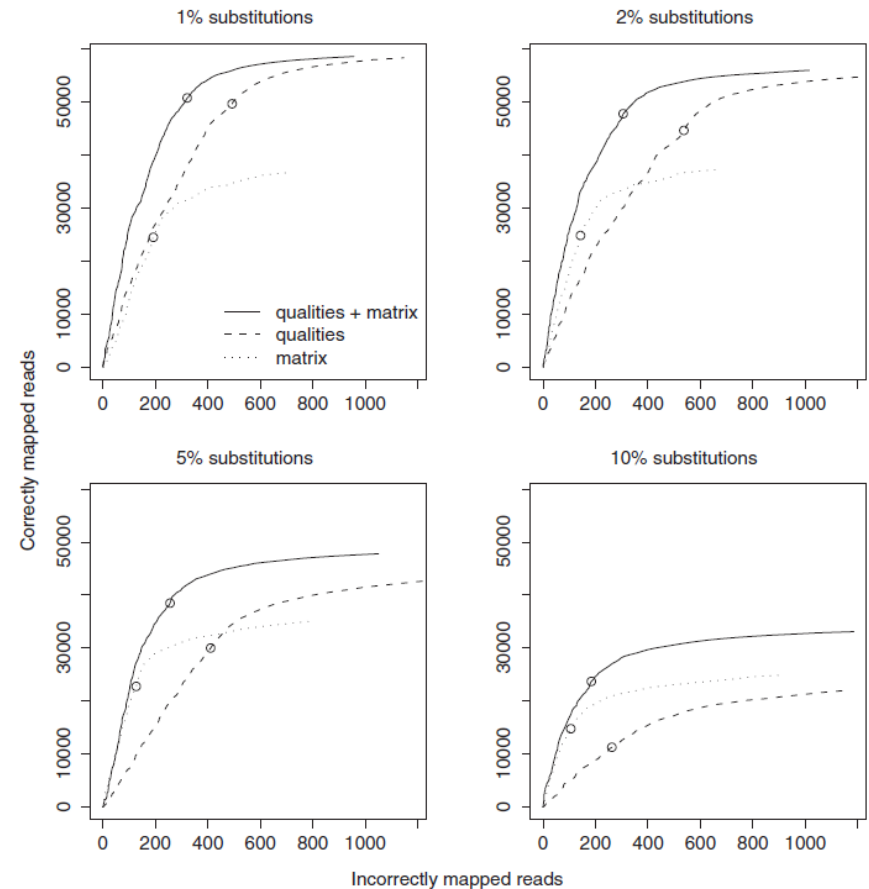 1% substitutions
2% substitutions
50000
30000
10000
0
qualities + matrix
qualities
matrix
0 200 400 600 800 1000
50000
30000
10000
0
0 200 400 600 800 1000
Correctly mapped reads
5% substitutions
10% substitutions
50000
30000
10000
0
0 200 400 600 800 1000
50000
30000
10000
0
0 200 400 600 800 1000
Incorrectly mapped reads